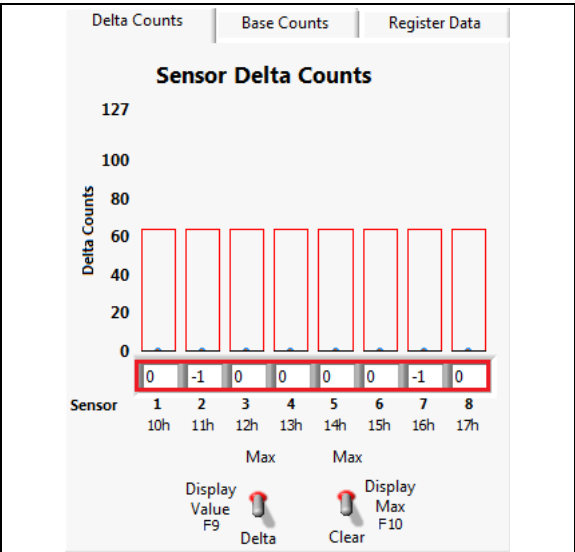 Delta Counts Base Counts Register Data
Sensor Delta Counts
127
100
80
60
40
20
0
Delta Counts
0 -1 0 0 0 0 -1 0
Sensor 1 2 3 4 5 6 7 8
10h 11h 12h 13h 14h 15h 16h 17h
Max Max
Display
Value
F9
Delta
Display
Max
F10
Clear